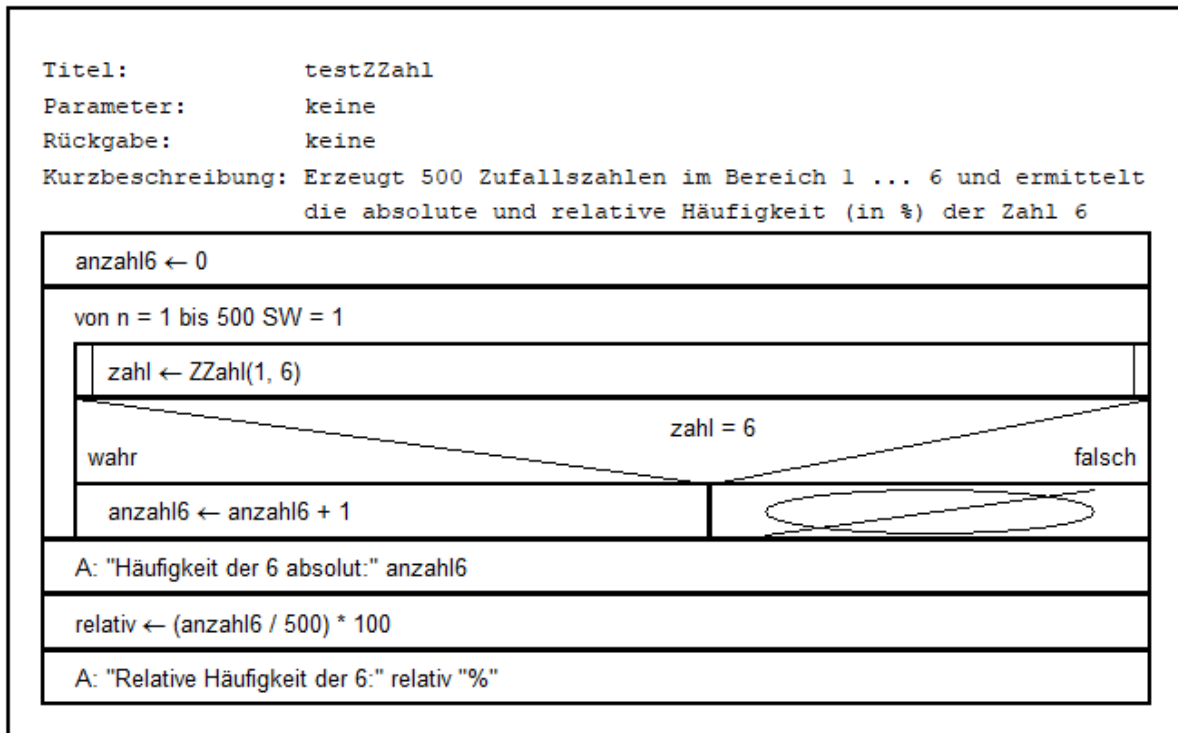 Titel: testZZahl
Parameter: keine
Rückgabe: keine
Kurzbeschreibung: Erzeugt 500 Zufallszahlen im Bereich 1 ... 6 und ermittelt
die absolute und relative Häufigkeit (in %) der Zahl 6
anzahl6 ← 0
von n = 1 bis 500 SW = 1
zahl ← ZZahl(1, 6)
zahl = 6
wahr falsch
anzahl6 ← anzahl6 + 1
A: "Häufigkeit der 6 absolut:" anzahl6
relativ ← (anzahl6 / 500) * 100
A: "Relative Häufigkeit der 6:" relativ "%"